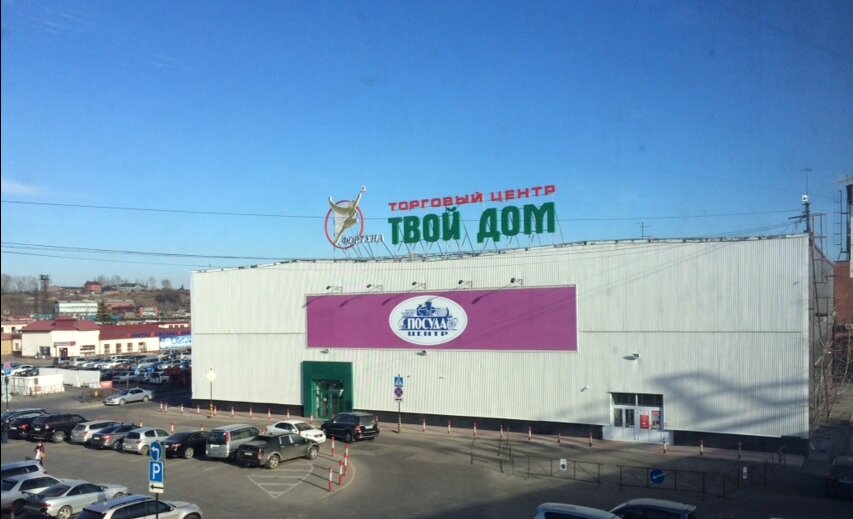 ТОРГОВЫЙ ЦЕНТР
ТВОЙ ДОМ
ФОРТУНА
ПОСУДА
ЦЕНТР
P